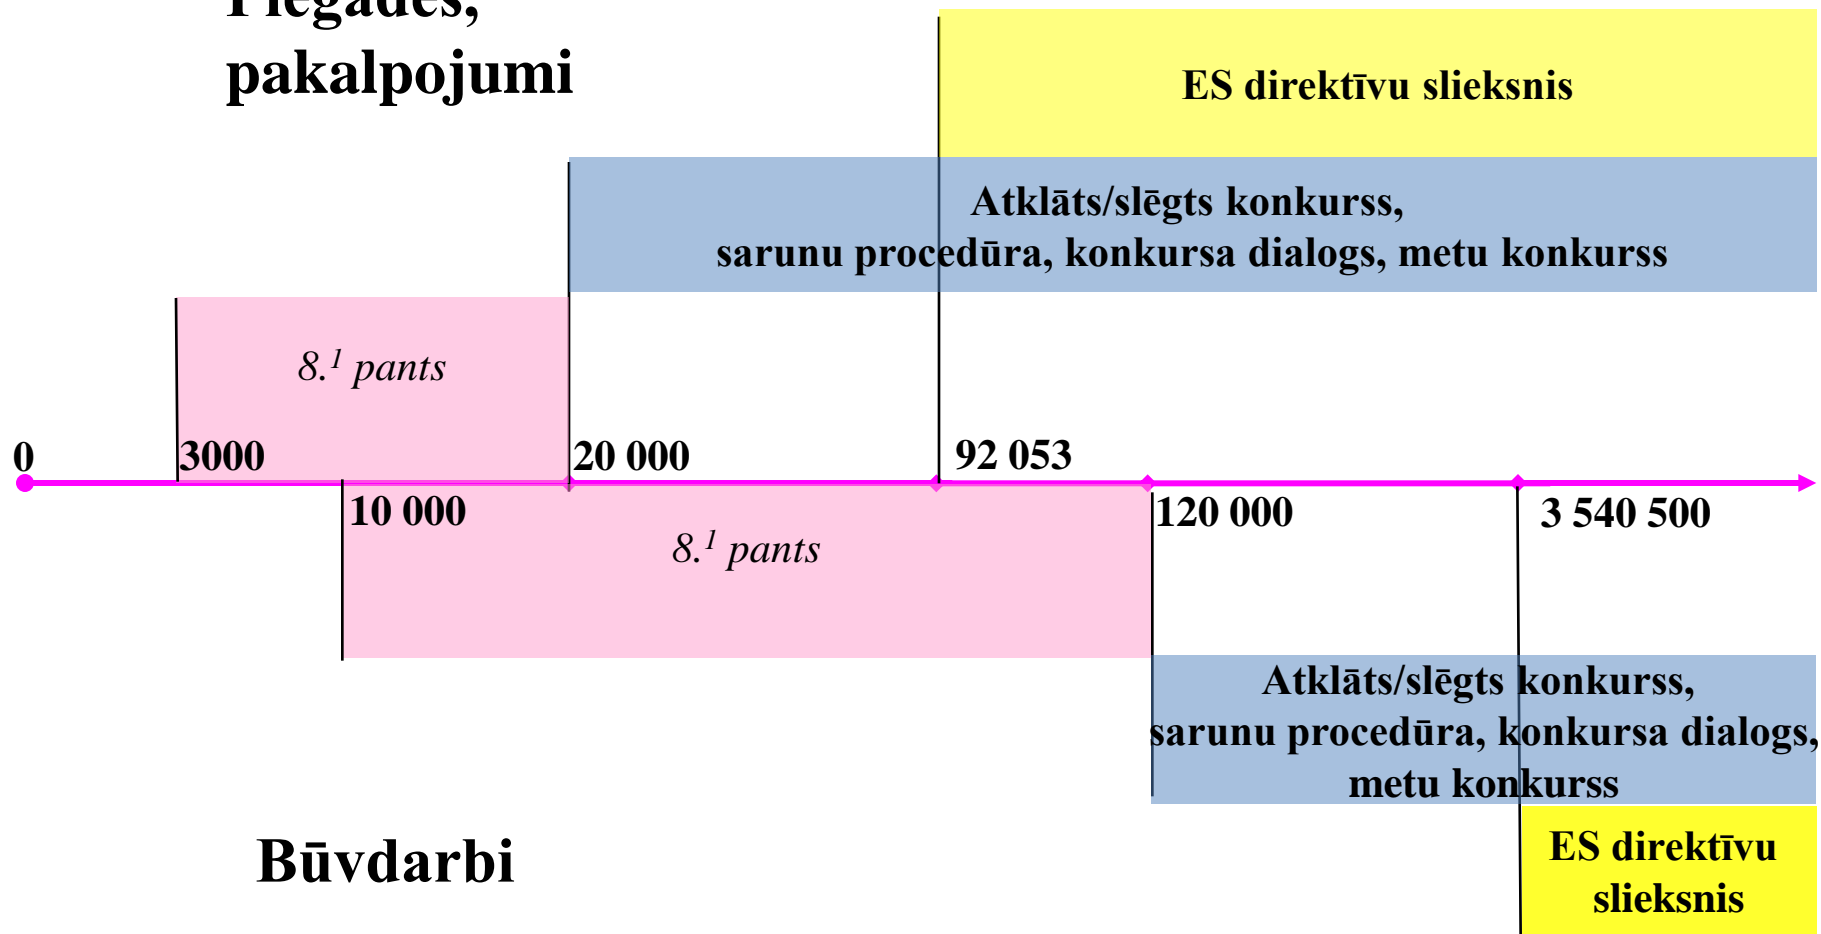 pakalpojumi
ES direktīvu slieksnis
Atklāts/slēgts konkurss,
sarunu procedūra, konkursa dialogs, metu konkurss
8.¹ pants
0
3000
20 000
92 053
10 000
120 000
3 540 500
8.¹ pants
Atklāts/slēgts konkurss,
sarunu procedūra, konkursa dialogs,
metu konkurss
Būvdarbi
ES direktīvu
slieksnis